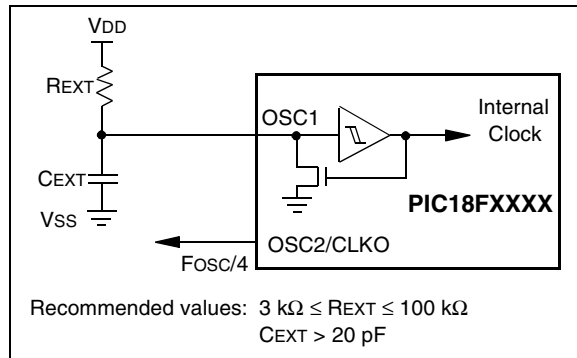 VDD
REXT
OSC1
Internal
Clock
CEXT
PIC18FXXXX
VSS
OSC2/CLKO
FOSC/4
Recommended values: 3 kΩ ≤ REXT ≤ 100 kΩ
CEXT > 20 pF